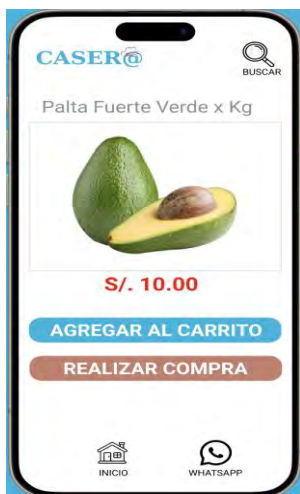 CASER@
BUSCAR
Palta Fuerte Verde x Kg
S/. 10.00
AGREGAR AL CARRITO
REALIZAR COMPRA
INICIO
WHATSAPP